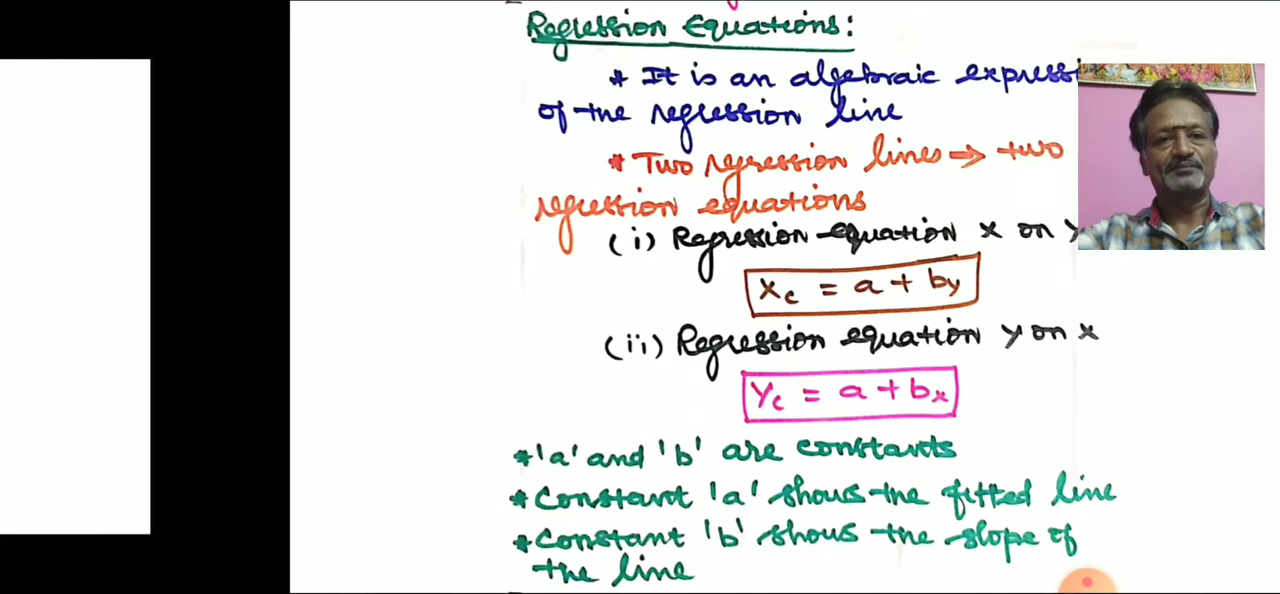 Regression Equations:
* It is an algebraic expressi
of the regression line
* Two regression lines → two
regression equations
(i) Regression equation x on y
Xc = a + by
(ii) Regression equation y on x
Yc = a + bx
* 'a' and 'b' are constants
* Constant 'a' shows the fitted line
* Constant 'b' shows the slope of
the line